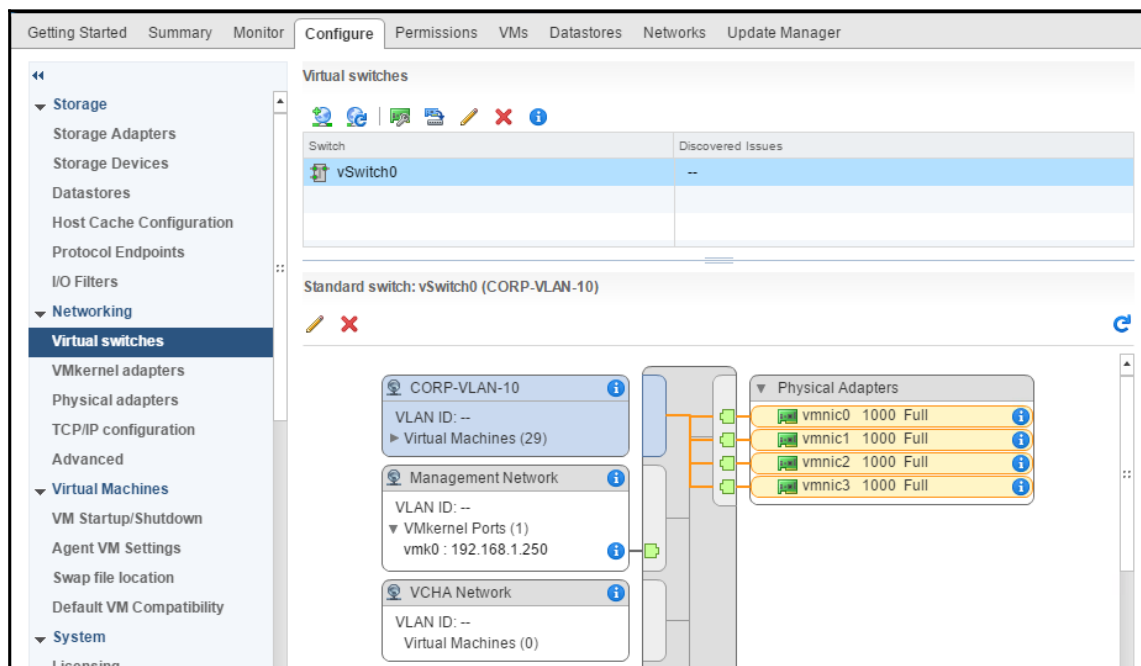 Getting Started Summary Monitor Configure Permissions VMs Datastores Networks Update Manager
Storage
Storage Adapters
Storage Devices
Datastores
Host Cache Configuration
Protocol Endpoints
I/O Filters
Networking
Virtual switches
VMkernel adapters
Physical adapters
TCP/IP configuration
Advanced
Virtual Machines
VM Startup/Shutdown
Agent VM Settings
Swap file location
Default VM Compatibility
System
Licensing
Virtual switches
Switch Discovered Issues
vSwitch0 --
Standard switch: vSwitch0 (CORP-VLAN-10)
CORP-VLAN-10
VLAN ID: --
Virtual Machines (29)
Management Network
VLAN ID: --
VMkernel Ports (1)
vmk0 : 192.168.1.250
VCHA Network
VLAN ID: --
Virtual Machines (0)
Physical Adapters
vmnic0 1000 Full
vmnic1 1000 Full
vmnic2 1000 Full
vmnic3 1000 Full